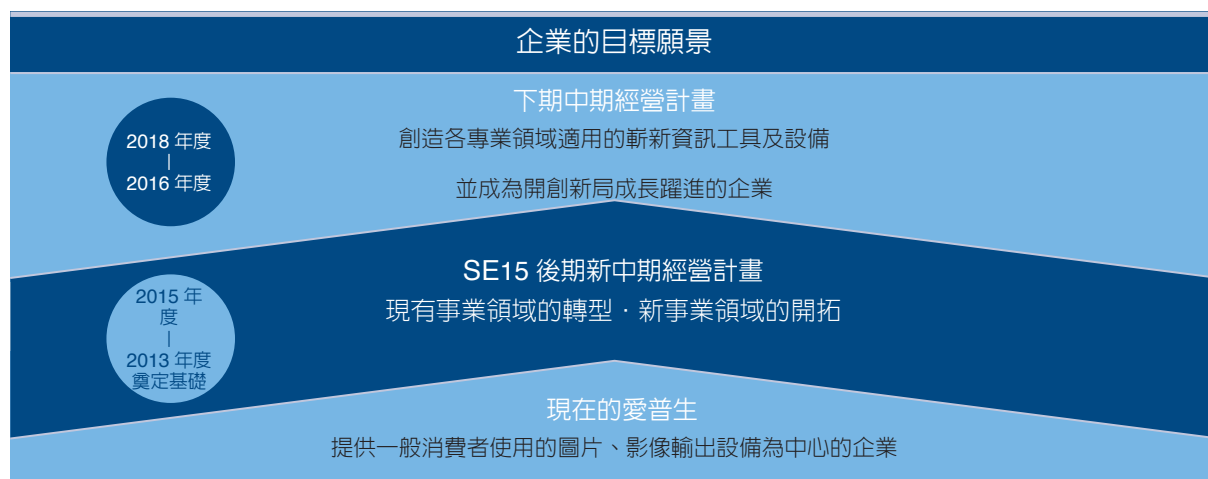 企業的目標願景
下期中期經營計畫
創造各專業領域適用的嶄新資訊工具及設備
並成為開創新局成長躍進的企業
2018 年度
|
2016 年度
SE15 後期新中期經營計畫
現有事業領域的轉型．新事業領域的開拓
2015 年
度
|
2013 年度
奠定基礎
現在的愛普生
提供一般消費者使用的圖片、影像輸出設備為中心的企業